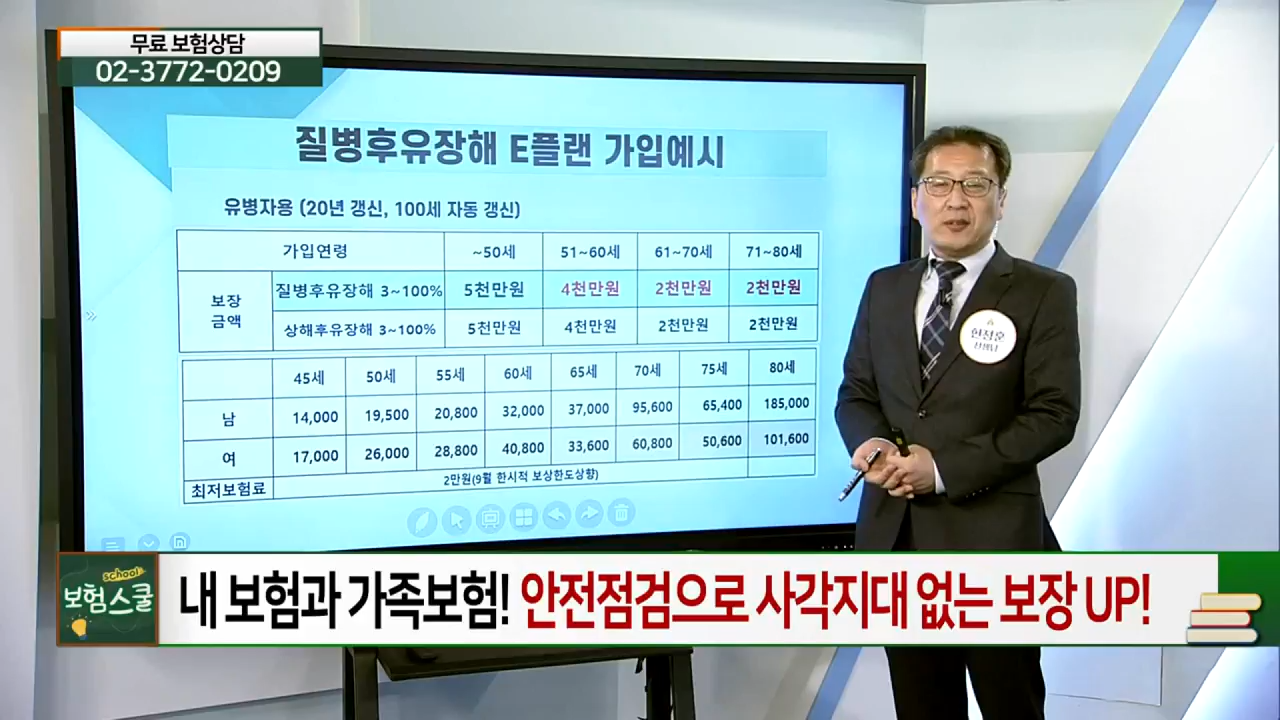 무료 보험상담
02-3772-0209
질병후유장해 E플랜 가입예시
유병자용 (20년 갱신, 100세 자동 갱신)
가입연령 ~50세 51~60세 61~70세 71~80세
보장 금액 질병후유장해 3~100% 5천만원 4천만원 2천만원 2천만원
상해후유장해 3~100% 5천만원 4천만원 2천만원 2천만원
45세 50세 55세 60세 65세 70세 75세 80세
남 14,000 19,500 20,800 32,000 37,000 95,600 65,400 185,000
여 17,000 26,000 28,800 40,800 33,600 60,800 50,600 101,600
최저보험료 2만원(9월 한시적 보상한도상향)
현정훈
school
보험스쿨
내 보험과 가족보험! 안전점검으로 사각지대 없는 보장 UP!